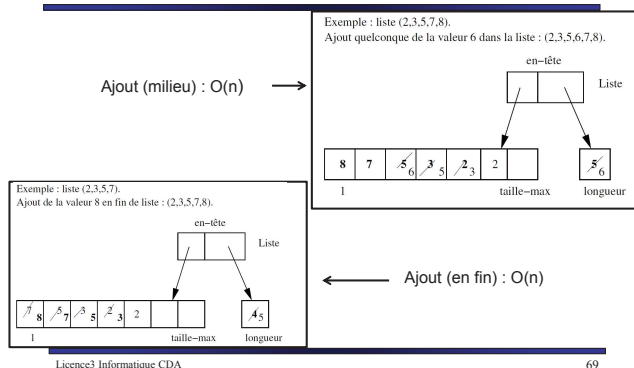 Exemple : liste (2,3,5,7,8).
Ajout quelconque de la valeur 6 dans la liste : (2,3,5,6,7,8).
en−tête
Liste
Ajout (milieu) : O(n)
8 7 5 6 3 5 2 3 2 5 6
1 taille−max longueur
Exemple : liste (2,3,5,7).
Ajout de la valeur 8 en fin de liste : (2,3,5,7,8).
en−tête
Liste
Ajout (en fin) : O(n)
7 8 5 7 3 5 2 3 2 4 5
1 taille−max longueur
Licence3 Informatique CDA 69